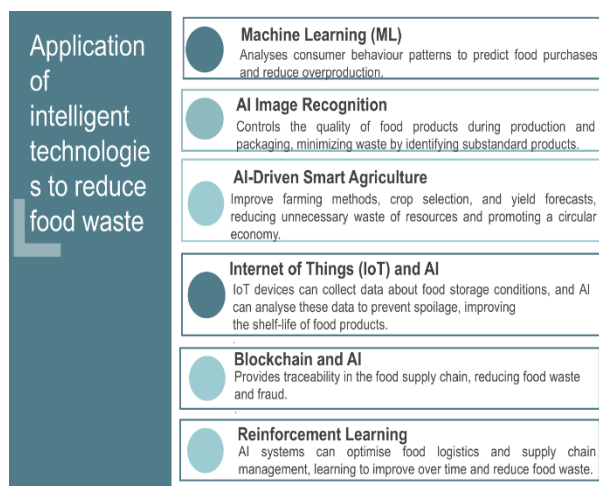 Application
of
intelligent
technologie
s to reduce
food waste
Machine Learning (ML)
Analyses consumer behaviour patterns to predict food purchases
and reduce overproduction.
AI Image Recognition
Controls the quality of food products during production and
packaging, minimizing waste by identifying substandard products.
AI-Driven Smart Agriculture
Improve farming methods, crop selection, and yield forecasts,
reducing unnecessary waste of resources and promoting a circular
economy.
Internet of Things (IoT) and AI
IoT devices can collect data about food storage conditions, and AI
can analyse these data to prevent spoilage, improving
the shelf-life of food products.
.
Blockchain and AI
Provides traceability in the food supply chain, reducing food waste
and fraud.
.
Reinforcement Learning
AI systems can optimise food logistics and supply chain
management, learning to improve over time and reduce food waste.